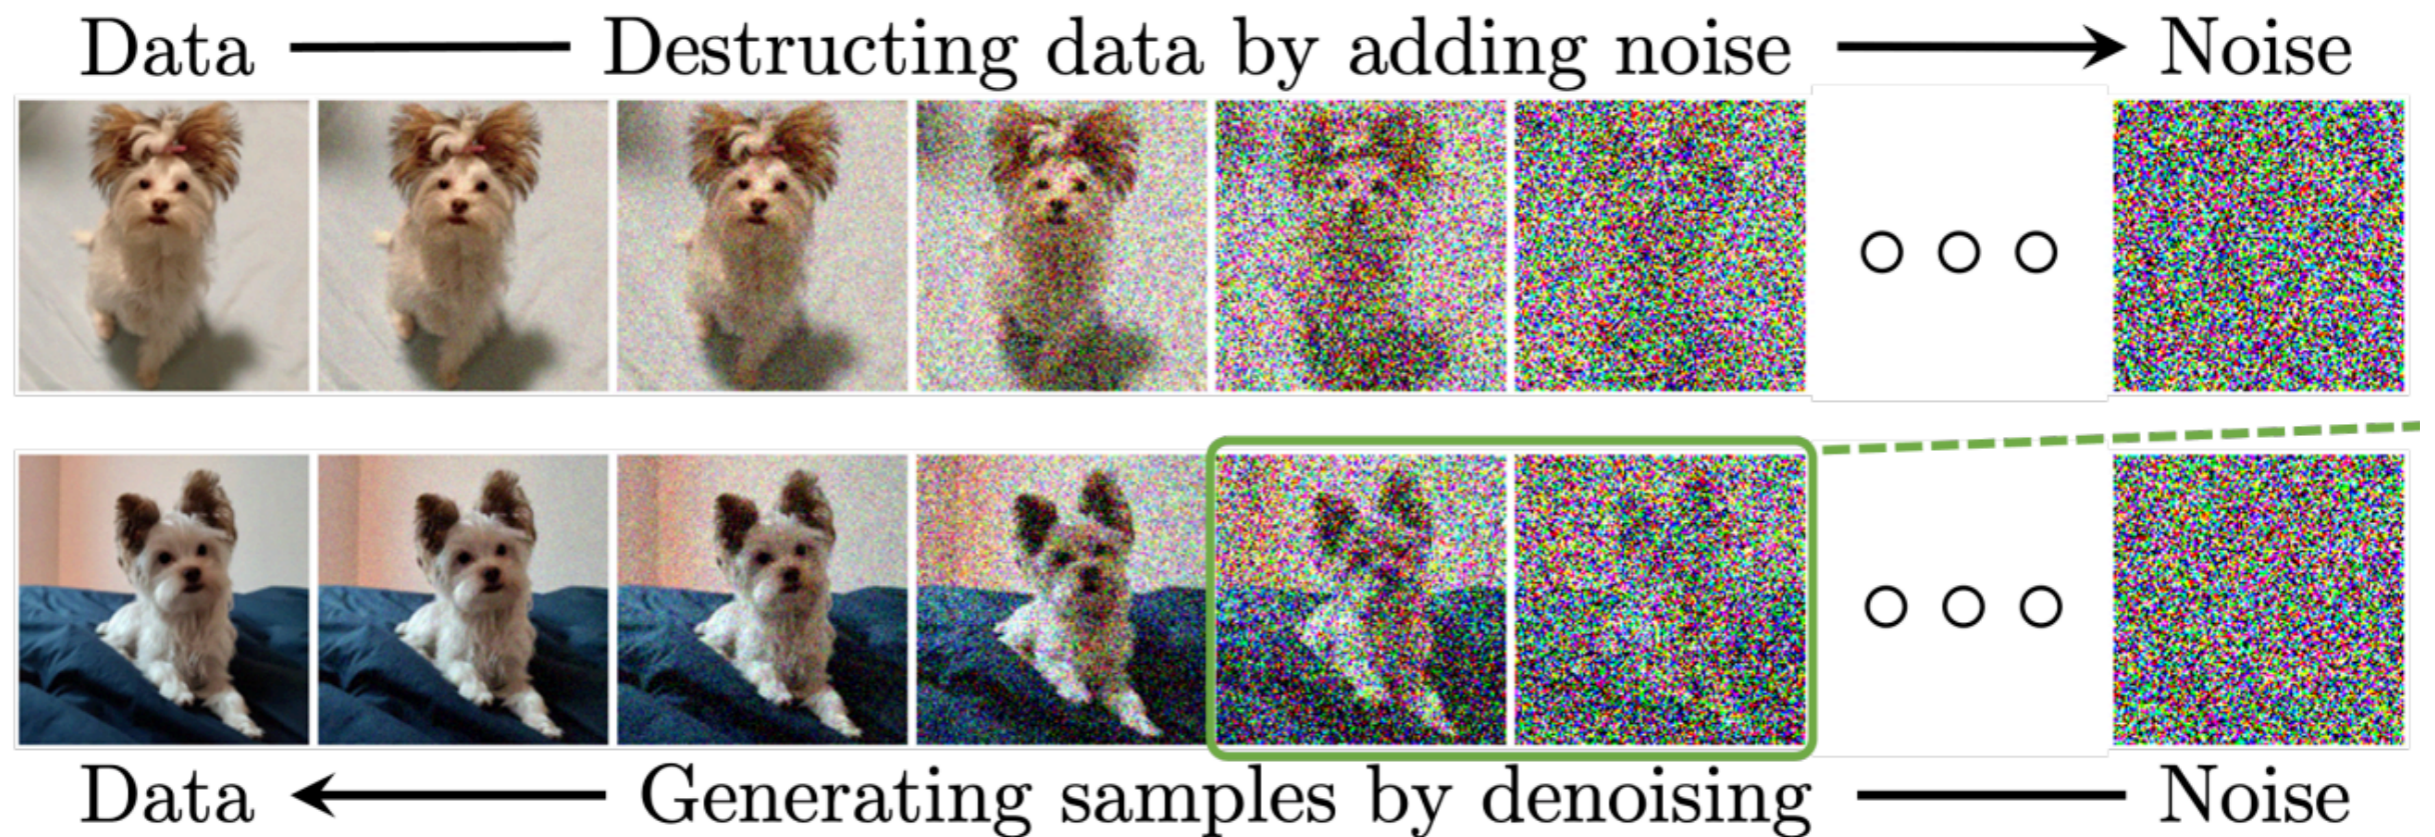 Data Destructing data by adding noise Noise
Data Generating samples by denoising Noise